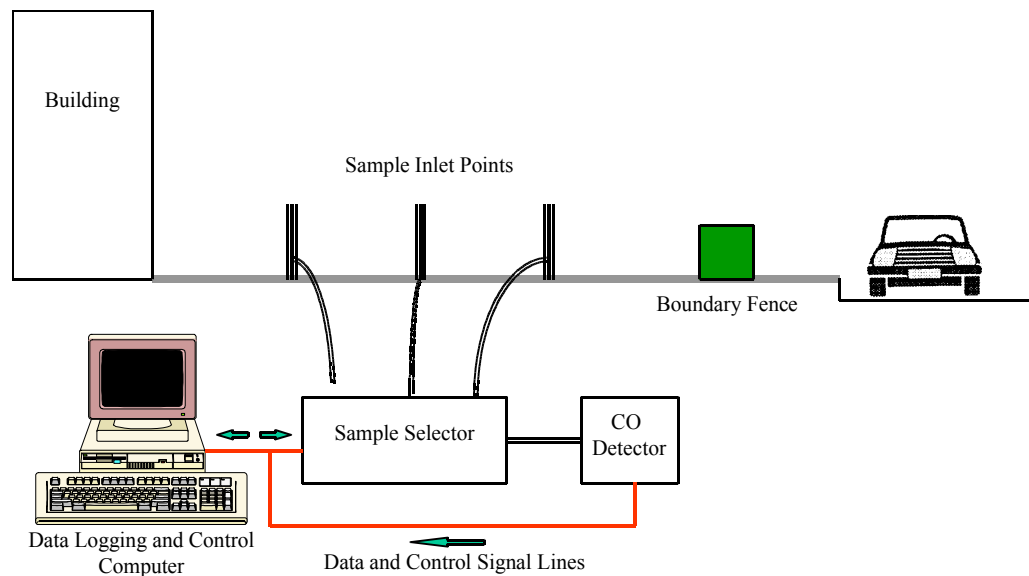 Building
Sample Inlet Points
Boundary Fence
Sample Selector
CO
Detector
Data Logging and Control
Computer
Data and Control Signal Lines